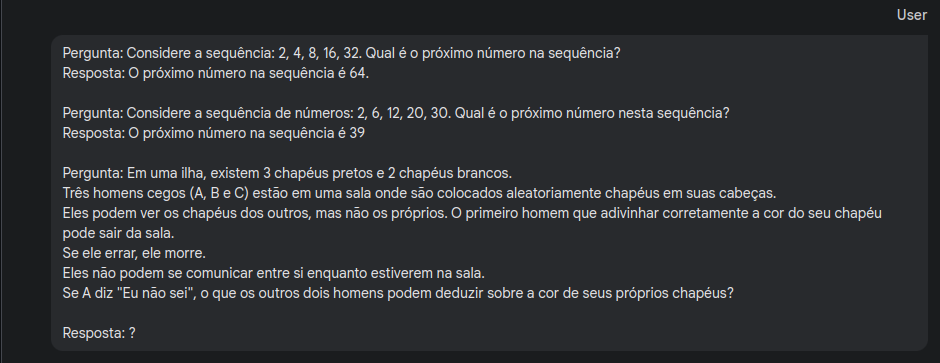 User
Pergunta: Considere a sequência: 2, 4, 8, 16, 32. Qual é o próximo número na sequência?
Resposta: O próximo número na sequência é 64.
Pergunta: Considere a sequência de números: 2, 6, 12, 20, 30. Qual é o próximo número nesta sequência?
Resposta: O próximo número na sequência é 39
Pergunta: Em uma ilha, existem 3 chapéus pretos e 2 chapéus brancos.
Três homens cegos (A, B e C) estão em uma sala onde são colocados aleatoriamente chapéus em suas cabeças.
Eles podem ver os chapéus dos outros, mas não os próprios. O primeiro homem que adivinhar corretamente a cor do seu chapéu
pode sair da sala.
Se ele errar, ele morre.
Eles não podem se comunicar entre si enquanto estiverem na sala.
Se A diz "Eu não sei", o que os outros dois homens podem deduzir sobre a cor de seus próprios chapéus?
Resposta: ?